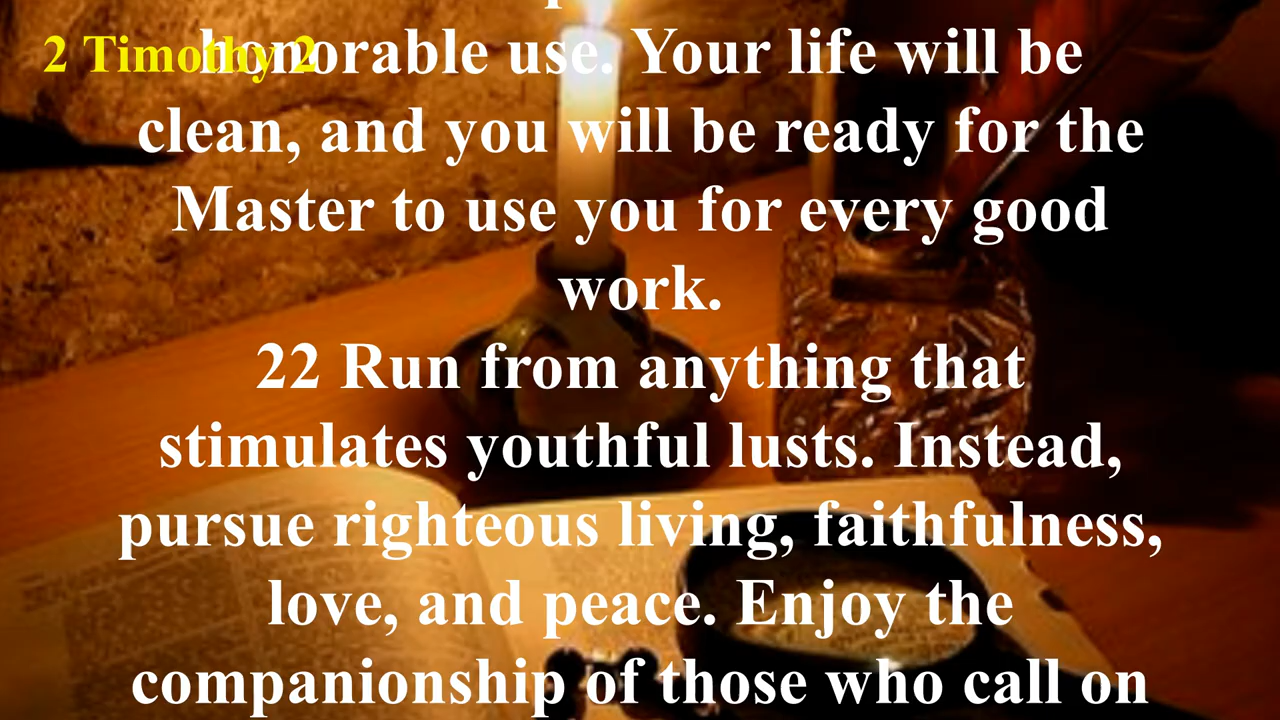 2 Timothy 2
honorable use. Your life will be
clean, and you will be ready for the
Master to use you for every good
work.
22 Run from anything that
stimulates youthful lusts. Instead,
pursue righteous living, faithfulness,
love, and peace. Enjoy the
companionship of those who call on